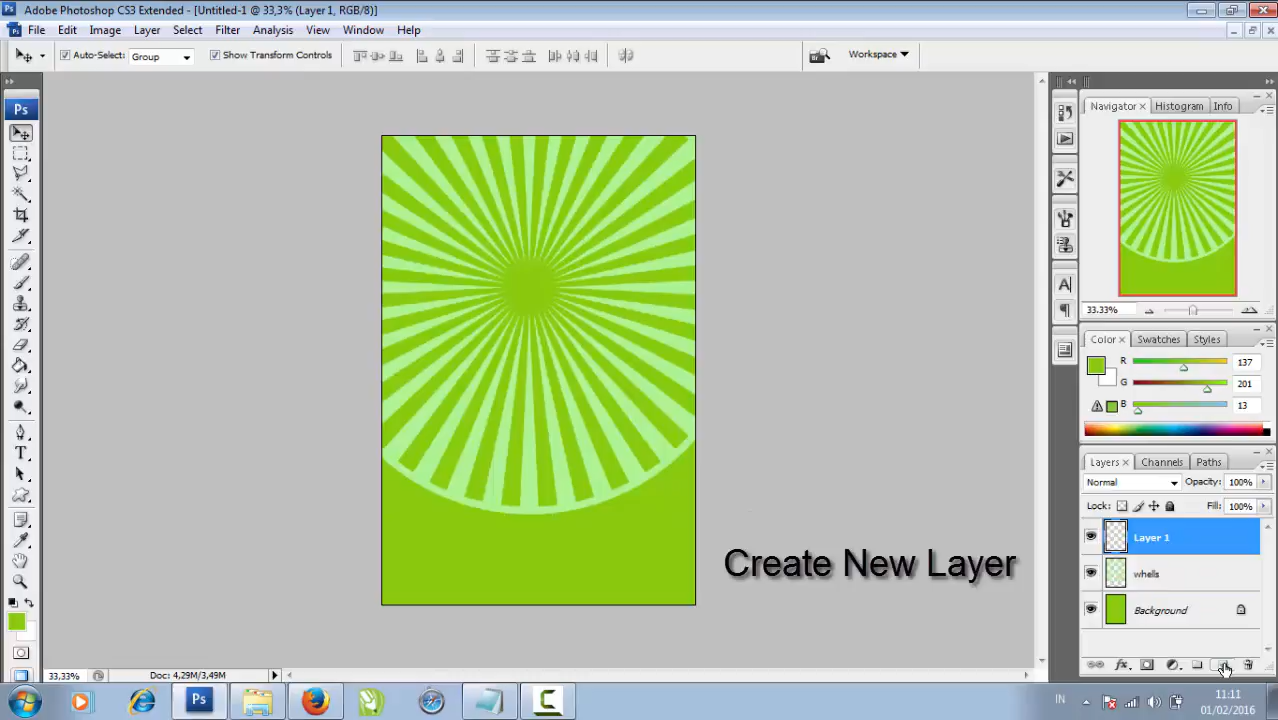 Adobe Photoshop CS3 Extended - [Untitled-1 @ 33,3% (Layer 1, RGB/8)]
File Edit Image Layer Select Filter Analysis View Window Help
Auto-Select: Group Show Transform Controls Workspace
Ps
Navigator Histogram Info
33.33%
Color Swatches Styles
R 137
G 201
B 13
Layers Channels Paths
Normal Opacity: 100%
Lock: Fill: 100%
Layer 1
whells
Background
Create New Layer
33,33% Doc: 4,29M/3,49M
Ps IN 11:11
01/02/2016